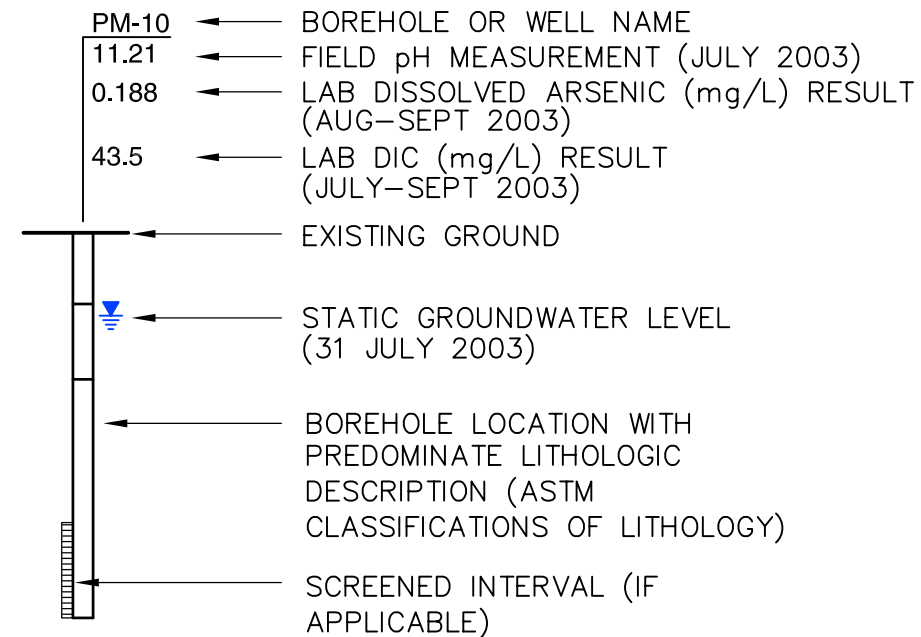 PM-10 BOREHOLE OR WELL NAME
11.21 FIELD pH MEASUREMENT (JULY 2003)
0.188 LAB DISSOLVED ARSENIC (mg/L) RESULT
(AUG-SEPT 2003)
43.5 LAB DIC (mg/L) RESULT
(JULY-SEPT 2003)
EXISTING GROUND
STATIC GROUNDWATER LEVEL
(31 JULY 2003)
BOREHOLE LOCATION WITH
PREDOMINATE LITHOLOGIC
DESCRIPTION (ASTM
CLASSIFICATIONS OF LITHOLOGY)
SCREENED INTERVAL (IF
APPLICABLE)